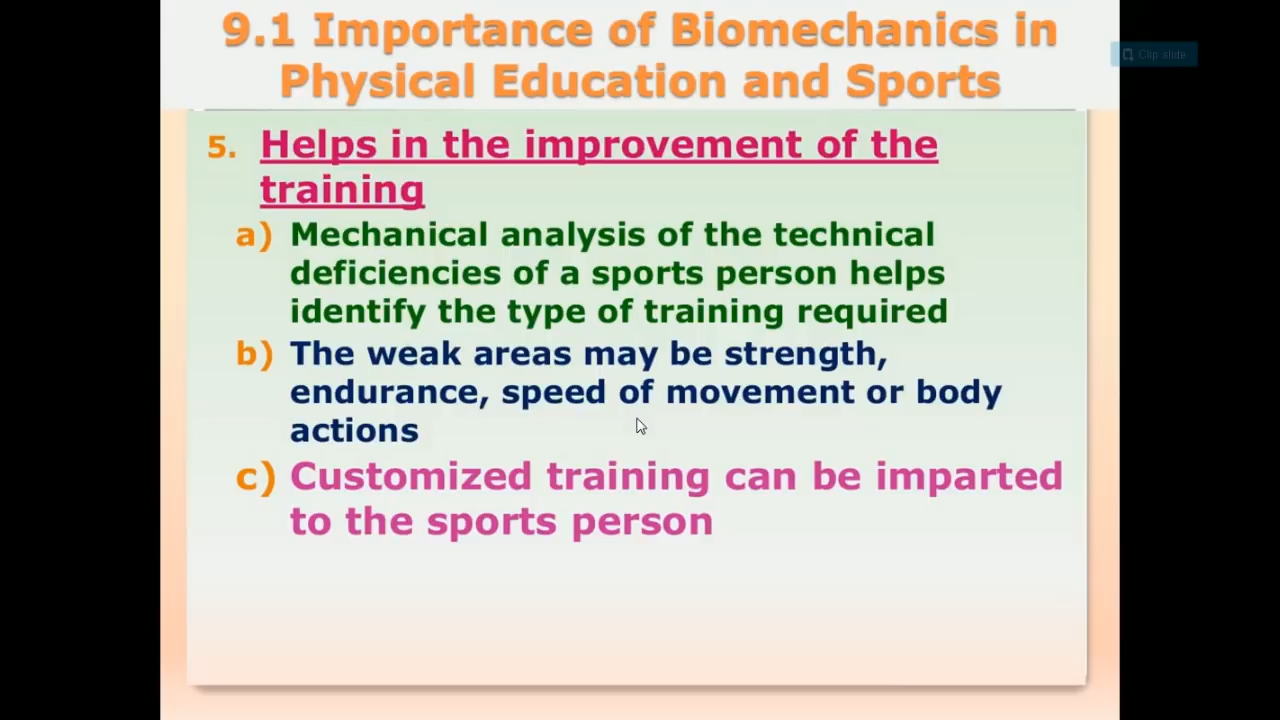 9.1 Importance of Biomechanics in
Physical Education and Sports
Clip slide
5. Helps in the improvement of the
training
a) Mechanical analysis of the technical
deficiencies of a sports person helps
identify the type of training required
b) The weak areas may be strength,
endurance, speed of movement or body
actions
c) Customized training can be imparted
to the sports person